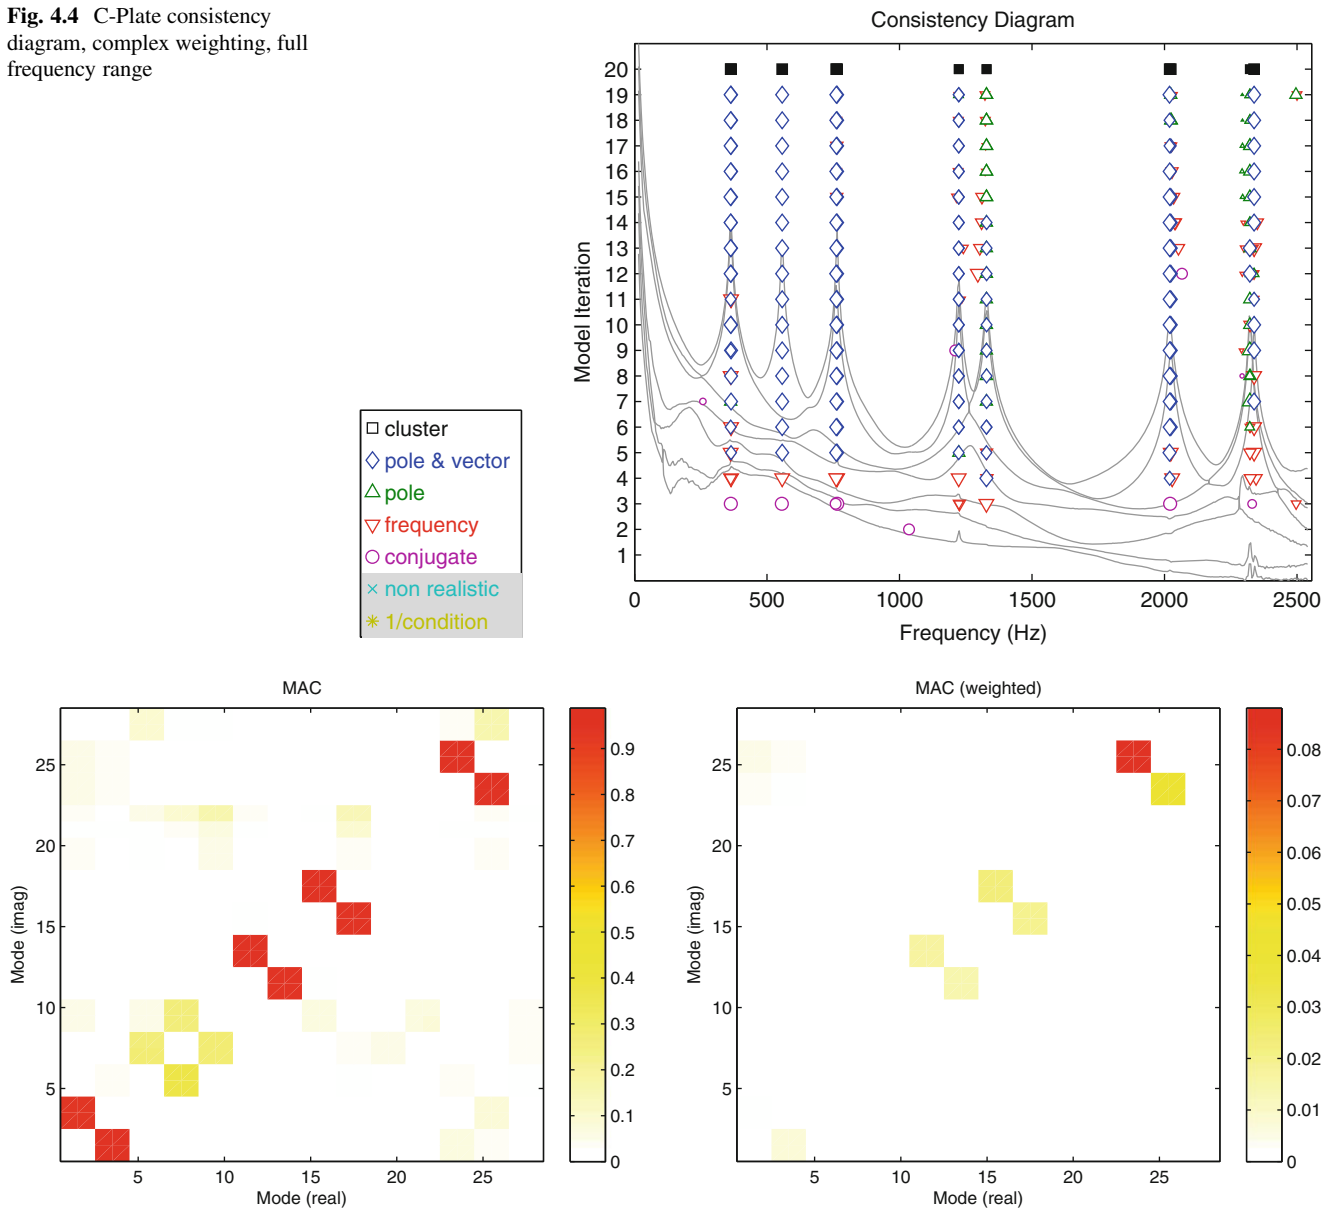 Fig. 4.4 C-Plate consistency
diagram, complex weighting, full
frequency range
Consistency Diagram
Model Iteration
20
19
18
17
16
15
14
13
12
11
10
9
8
7
6
5
4
3
2
1
0 500 1000 1500 2000 2500
Frequency (Hz)
cluster
pole & vector
pole
frequency
conjugate
non realistic
1/condition
MAC
Mode (imag)
25
20
15
10
5
5 10 15 20 25
Mode (real)
0.9
0.8
0.7
0.6
0.5
0.4
0.3
0.2
0.1
0
MAC (weighted)
Mode (imag)
25
20
15
10
5
5 10 15 20 25
Mode (real)
0.08
0.07
0.06
0.05
0.04
0.03
0.02
0.01
0